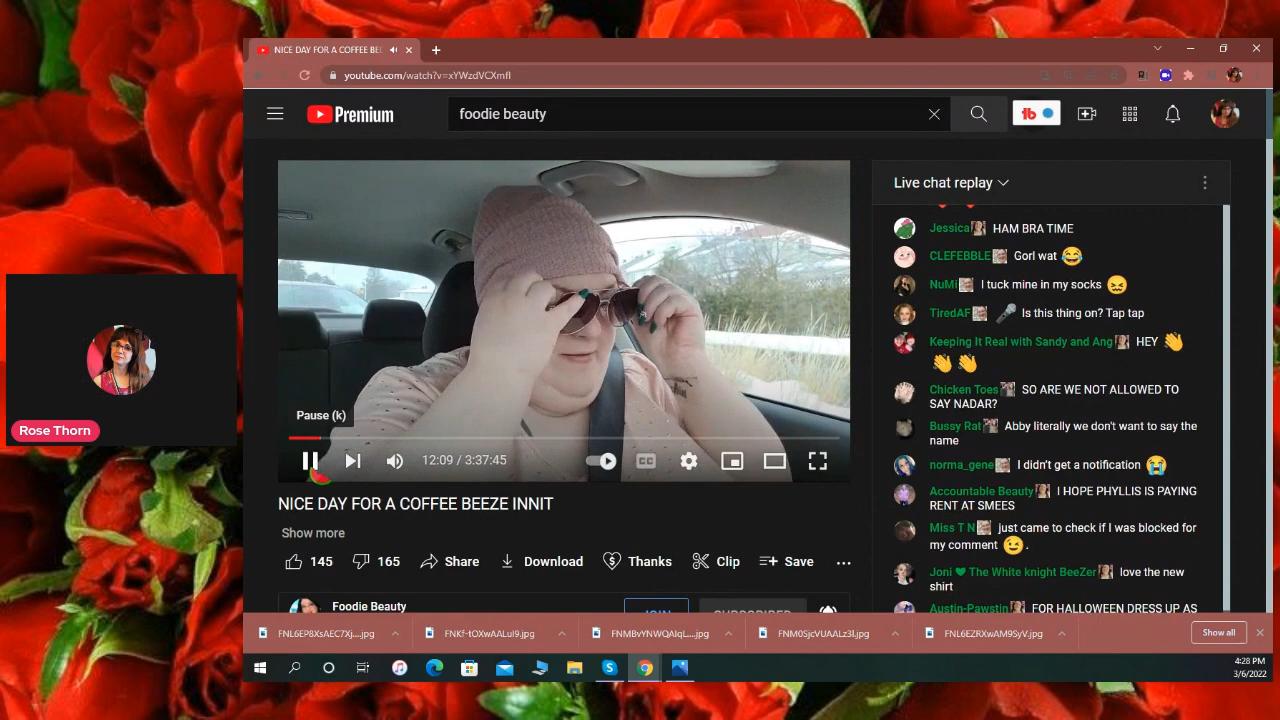 NICE DAY FOR A COFFEE BEE
youtube.com/watch?v=xYWzdVCXmfI
Premium
foodie beauty
tb
Live chat replay
Jessica HAM BRA TIME
CLEFEBBLE Gorl wat 😂
NuMi I tuck mine in my socks 😖
TiredAF 🎤 Is this thing on? Tap tap
Keeping It Real with Sandy and Ang HEY 👋
👋 👋
Chicken Toes SO ARE WE NOT ALLOWED TO
SAY NADAR?
Bussy Rat Abby literally we don't want to say the
name
norma_gene I didn't get a notification 😭
Accountable Beauty I HOPE PHYLLIS IS PAYING
RENT AT SMEES
Miss T N just came to check if I was blocked for
my comment 😉.
Joni ♥ The White knight BeeZer love the new
shirt
Austin-Pawstin FOR HALLOWEEN DRESS UP AS
Pause (k)
12:09 / 3:37:45
CC
NICE DAY FOR A COFFEE BEEZE INNIT
Show more
145
165
Share
Download
Thanks
Clip
Save
Foodie Beauty
JOIN
SUBSCRIBED
Rose Thorn
FNL6EP8XsAEC7Xj....jpg
FNKf-tOXwAALuI9.jpg
FNMBvYNWQAIqL....jpg
FNM0SjcVUAALz3l.jpg
FNL6EZRXwAM9SyV.jpg
Show all
4:28 PM
3/6/2022